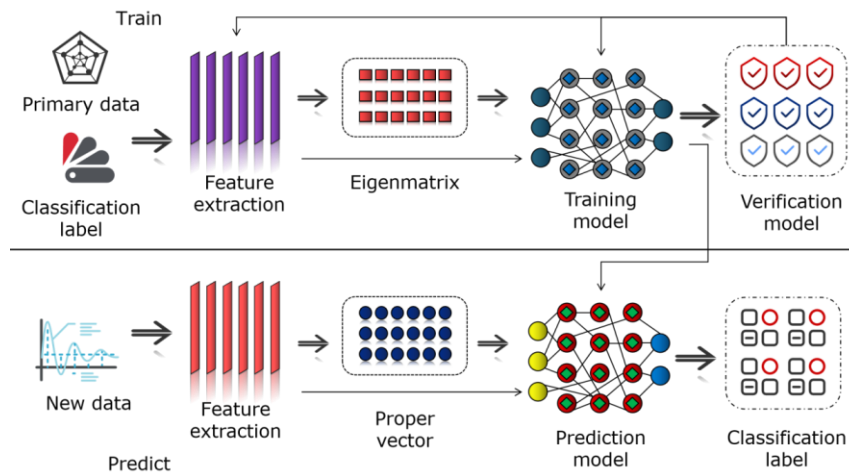 Train
Primary data
Classification
label
Feature
extraction
Eigenmatrix
Training
model
Verification
model
New data
Feature
extraction
Proper
vector
Prediction
model
Classification
label
Predict